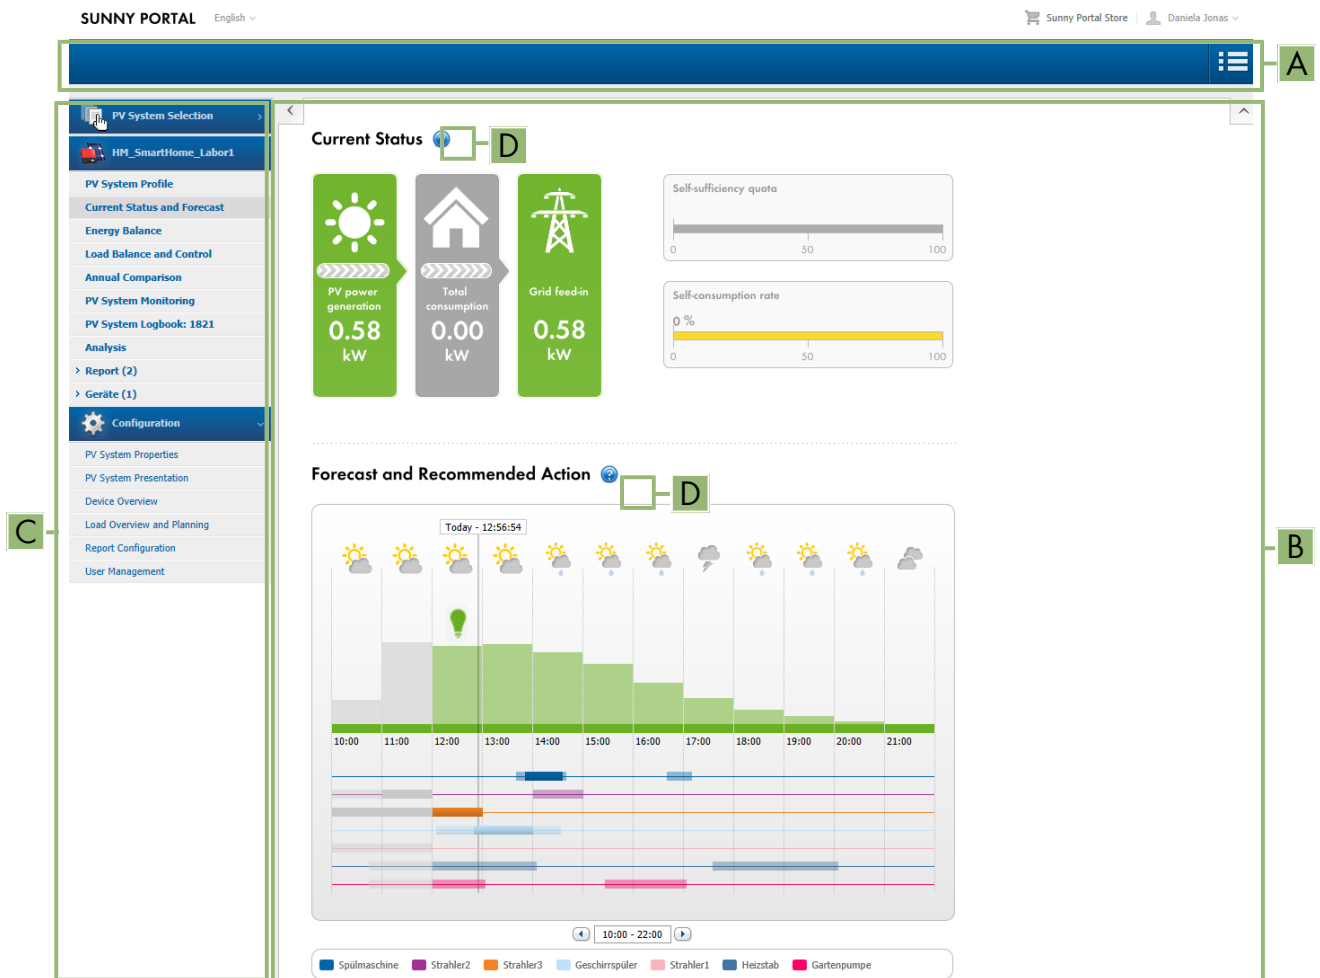 SUNNY PORTAL English
Sunny Portal Store Daniela Jonas
A
PV System Selection
HM_SmartHome_Labor1
PV System Profile
Current Status and Forecast
Energy Balance
Load Balance and Control
Annual Comparison
PV System Monitoring
PV System Logbook: 1821
Analysis
Report (2)
Geräte (1)
Configuration
PV System Properties
PV System Presentation
Device Overview
Load Overview and Planning
Report Configuration
User Management
C
Current Status ?
D
PV power generation
0.58
kW
Total consumption
0.00
kW
Grid feed-in
0.58
kW
Self-sufficiency quota
0 50 100
Self-consumption rate
0 %
0 50 100
Forecast and Recommended Action ?
D
B
Today - 12:56:54
10:00 11:00 12:00 13:00 14:00 15:00 16:00 17:00 18:00 19:00 20:00 21:00
10:00 - 22:00
Spülmaschine Strahler2 Strahler3 Geschirrspüler Strahler1 Heizstab Gartenpumpe